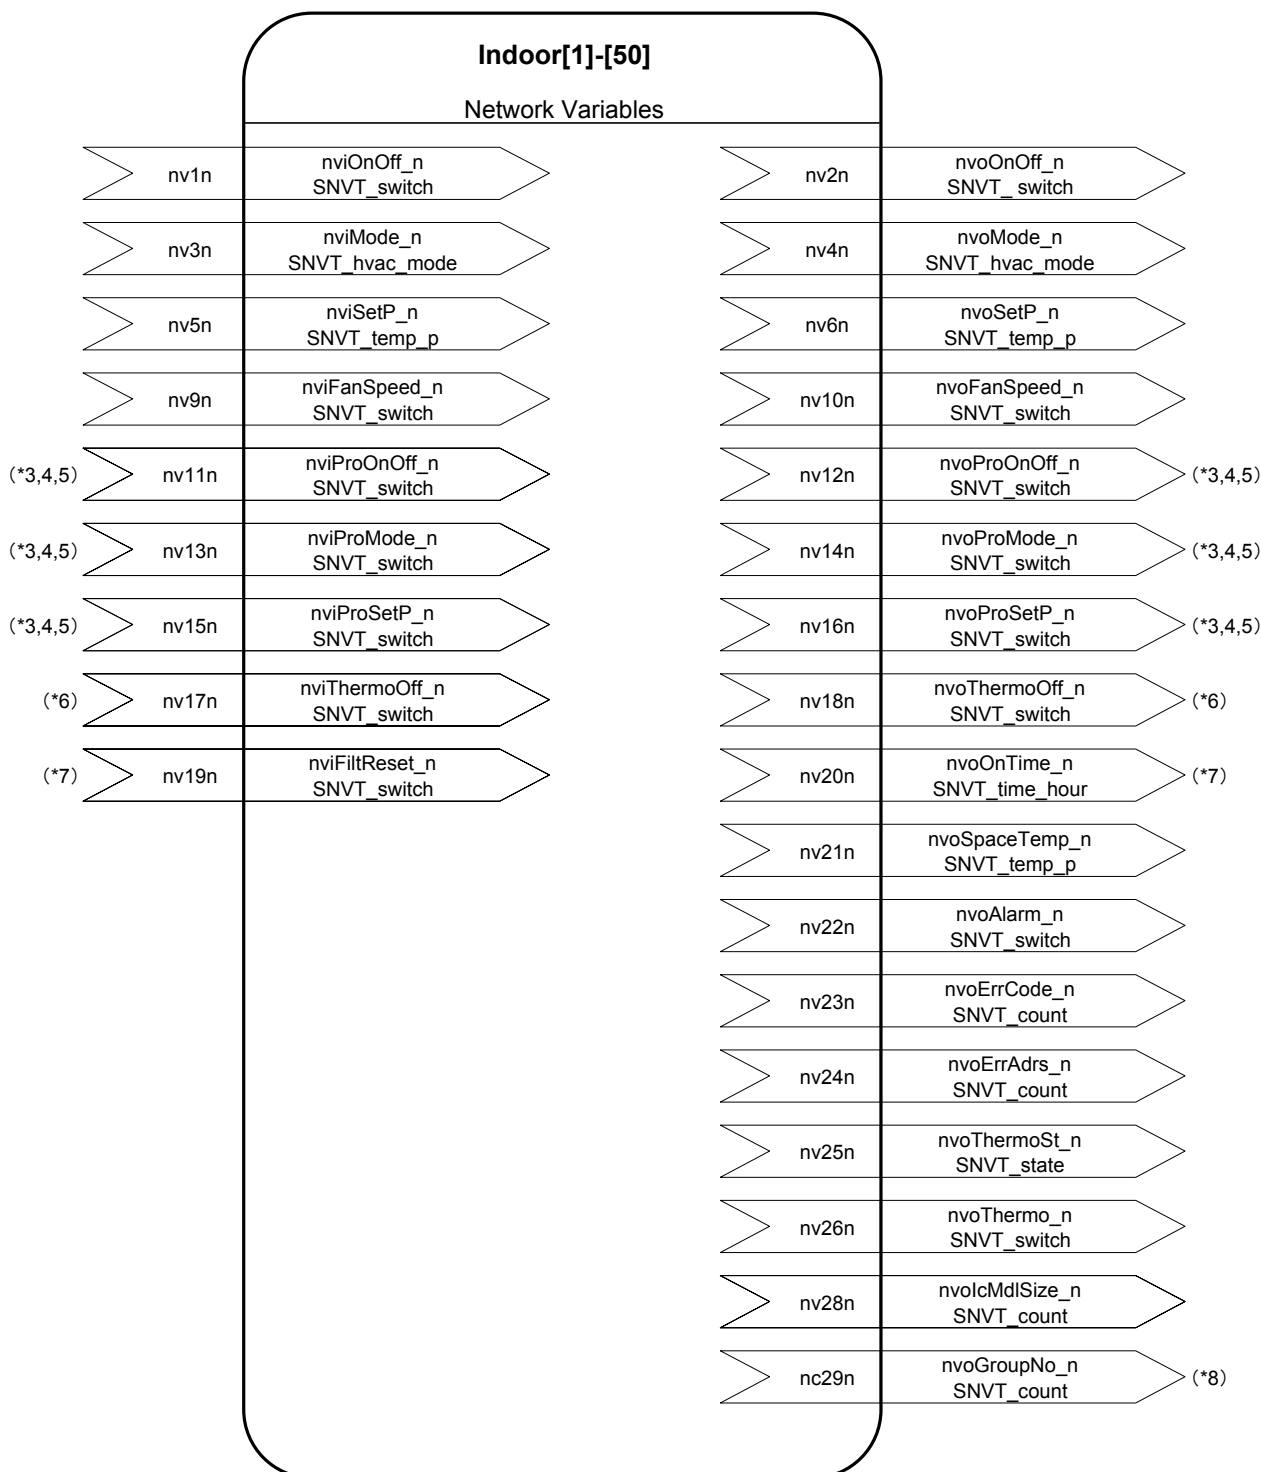 Indoor[1]-[50]
Network Variables
nv1n
nviOnOff_n
SNVT_switch
nv2n
nvoOnOff_n
SNVT_ switch
nv3n
nviMode_n
SNVT_hvac_mode
nv4n
nvoMode_n
SNVT_hvac_mode
nv5n
nviSetP_n
SNVT_temp_p
nv6n
nvoSetP_n
SNVT_temp_p
nv9n
nviFanSpeed_n
SNVT_switch
nv10n
nvoFanSpeed_n
SNVT_switch
(*3,4,5)
nv11n
nviProOnOff_n
SNVT_switch
nv12n
nvoProOnOff_n
SNVT_switch
(*3,4,5)
(*3,4,5)
nv13n
nviProMode_n
SNVT_switch
nv14n
nvoProMode_n
SNVT_switch
(*3,4,5)
(*3,4,5)
nv15n
nviProSetP_n
SNVT_switch
nv16n
nvoProSetP_n
SNVT_switch
(*3,4,5)
(*6)
nv17n
nviThermoOff_n
SNVT_switch
nv18n
nvoThermoOff_n
SNVT_switch
(*6)
(*7)
nv19n
nviFiltReset_n
SNVT_switch
nv20n
nvoOnTime_n
SNVT_time_hour
(*7)
nv21n
nvoSpaceTemp_n
SNVT_temp_p
nv22n
nvoAlarm_n
SNVT_switch
nv23n
nvoErrCode_n
SNVT_count
nv24n
nvoErrAdrs_n
SNVT_count
nv25n
nvoThermoSt_n
SNVT_state
nv26n
nvoThermo_n
SNVT_switch
nv28n
nvoIcMdlSize_n
SNVT_count
nc29n
nvoGroupNo_n
SNVT_count
(*8)